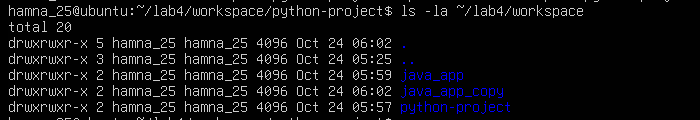 hamna_25@ubuntu:~/lab4/workspace/python-project$ ls -la ~/lab4/workspace
total 20
drwxrwxr-x 5 hamna_25 hamna_25 4096 Oct 24 06:02 .
drwxrwxr-x 3 hamna_25 hamna_25 4096 Oct 24 05:25 ..
drwxrwxr-x 2 hamna_25 hamna_25 4096 Oct 24 05:59 java_app
drwxrwxr-x 2 hamna_25 hamna_25 4096 Oct 24 06:02 java_app_copy
drwxrwxr-x 2 hamna_25 hamna_25 4096 Oct 24 05:57 python-project